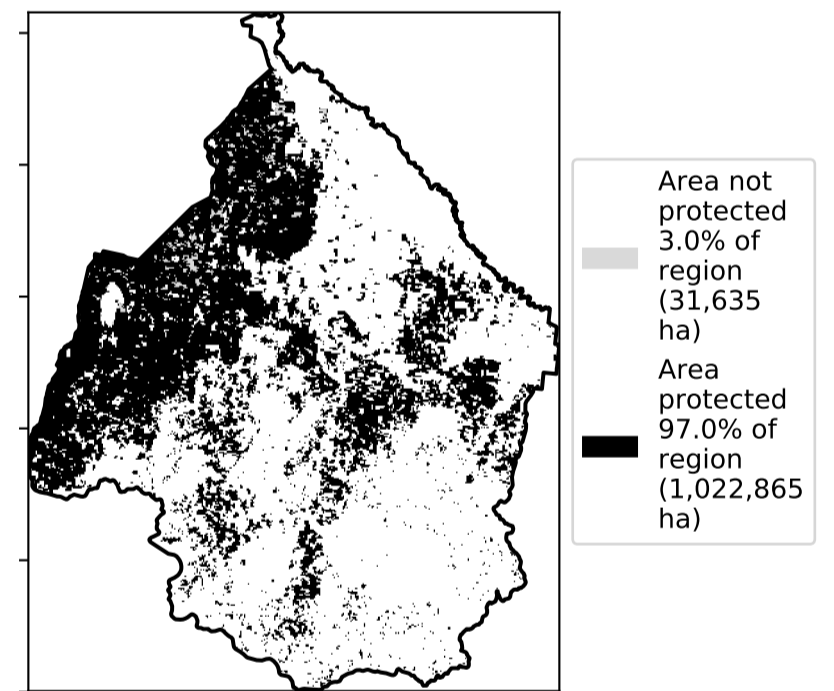 Area not
protected
3.0% of
region
(31,635
ha)
Area
protected
97.0% of
region
(1,022,865
ha)